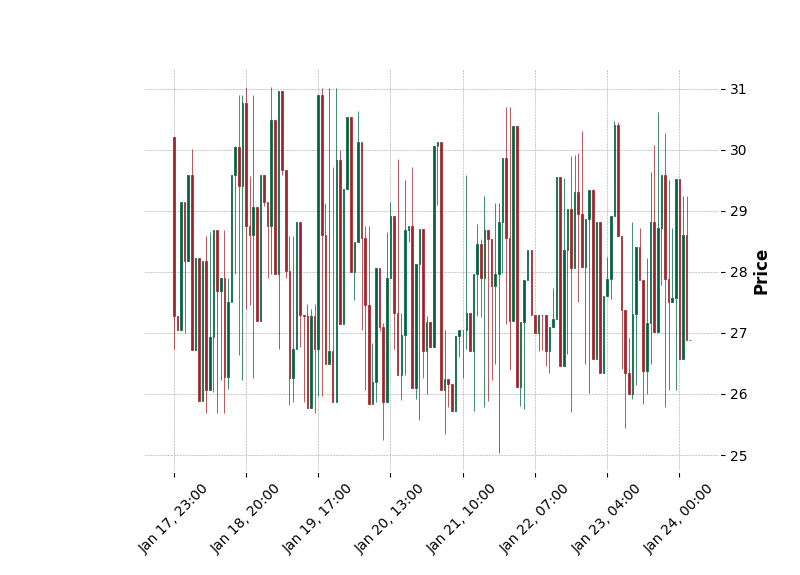 31
30
29
28
27
26
25
Price
Jan 17, 23:00
Jan 18, 20:00
Jan 19, 17:00
Jan 20, 13:00
Jan 21, 10:00
Jan 22, 07:00
Jan 23, 04:00
Jan 24, 00:00